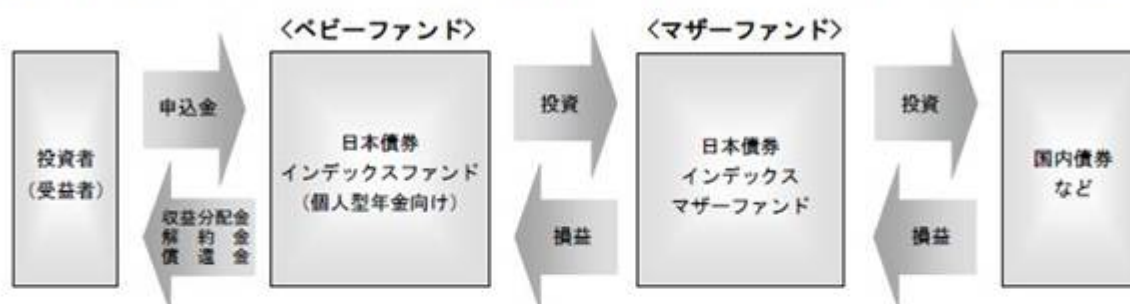 〈ベビーファンド〉
〈マザーファンド〉
投資者
(受益者)
申込金
収益分配金
解約金
償還金
日本債券
インデックスファンド
(個人型年金向け)
投資
損益
日本債券
インデックス
マザーファンド
投資
損益
国内債券
など